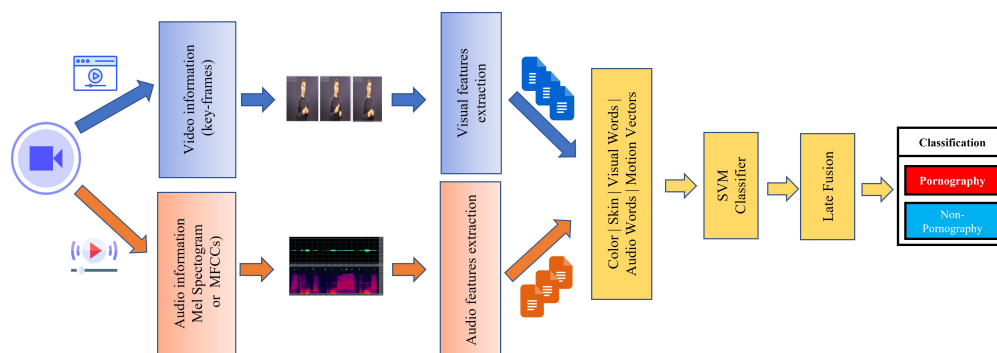 Video information
(key-frames)
Visual features
extraction
Audio information
Mel Spectogram
or MFCCs)
Audio features extraction
Color | Skin | Visual Words |
Audio Words | Motion Vectors
SVM
Classifier
Late Fusion
Classification
Pornography
Non-
Pornography